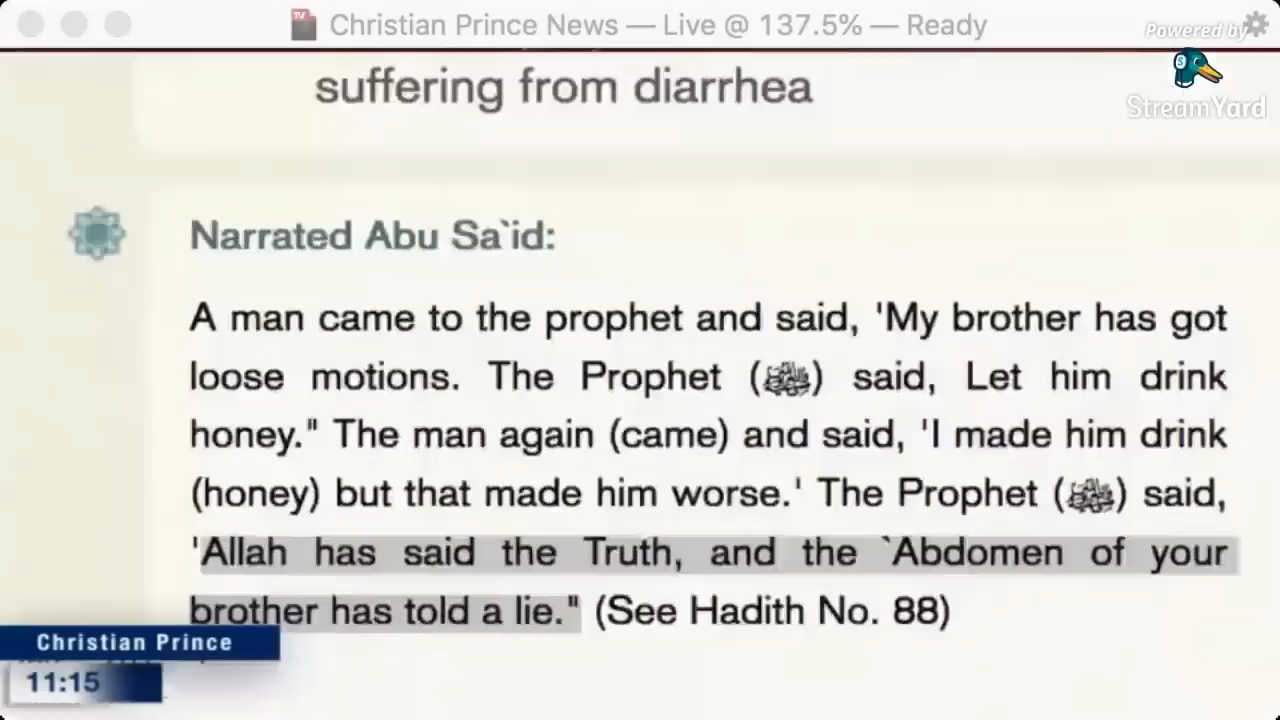 Christian Prince News — Live @ 137.5% — Ready
Powered by
StreamYard
suffering from diarrhea
Narrated Abu Sa`id:
A man came to the prophet and said, 'My brother has got
loose motions. The Prophet (ﷺ) said, Let him drink
honey." The man again (came) and said, 'I made him drink
(honey) but that made him worse.' The Prophet (ﷺ) said,
'Allah has said the Truth, and the `Abdomen of your
brother has told a lie." (See Hadith No. 88)
Christian Prince
11:15